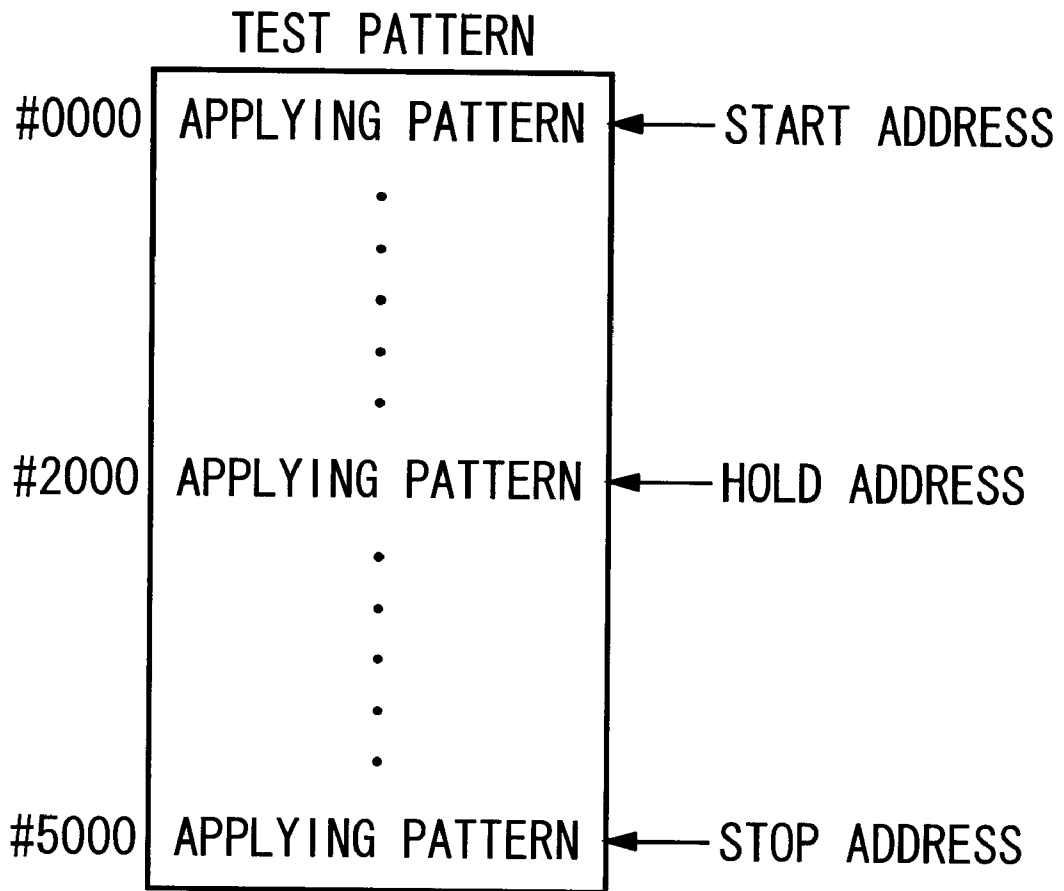 TEST PATTERN
#0000 APPLYING PATTERN START ADDRESS
#2000 APPLYING PATTERN HOLD ADDRESS
#5000 APPLYING PATTERN STOP ADDRESS